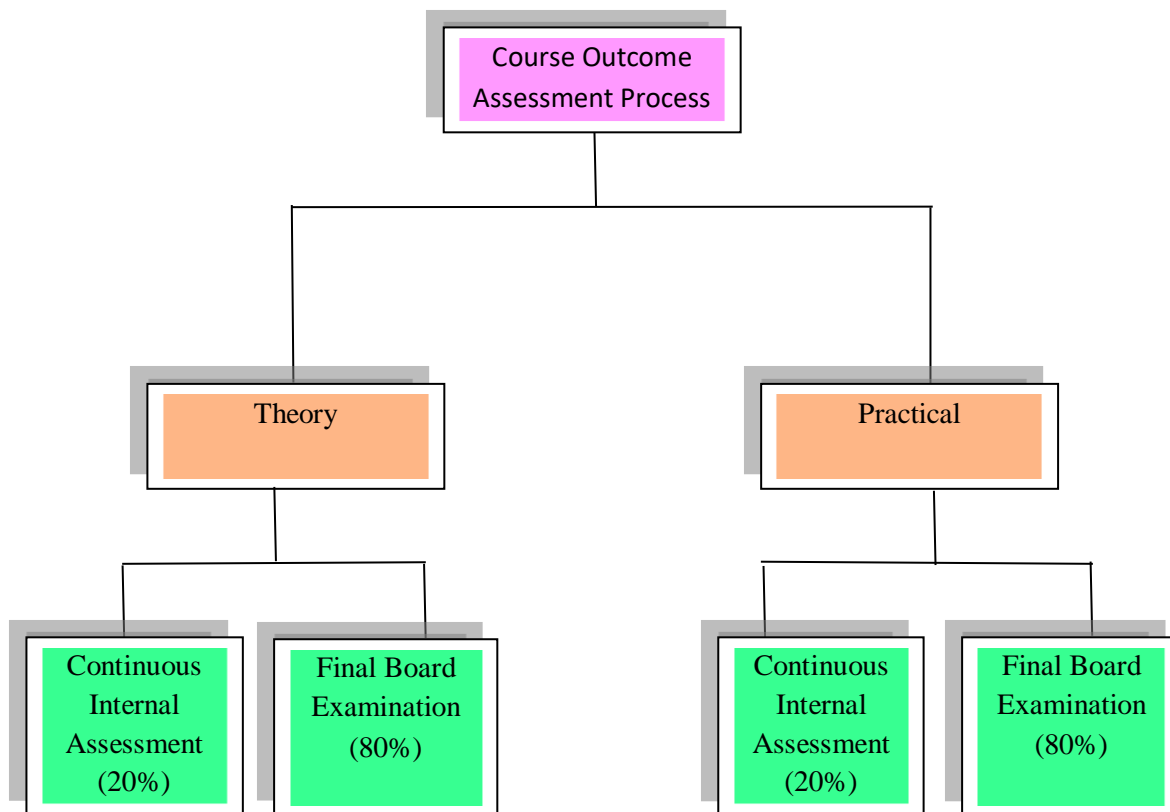 Course Outcome
Assessment Process
Theory
Practical
Continuous
Internal
Assessment
(20%)
Final Board
Examination
(80%)
Continuous
Internal
Assessment
(20%)
Final Board
Examination
(80%)